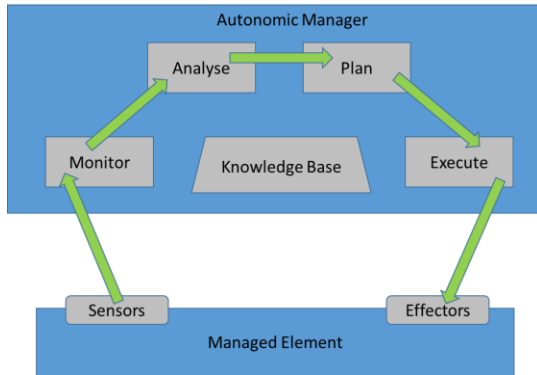 Autonomic Manager
Analyse
Plan
Monitor
Knowledge Base
Execute
Sensors
Effectors
Managed Element